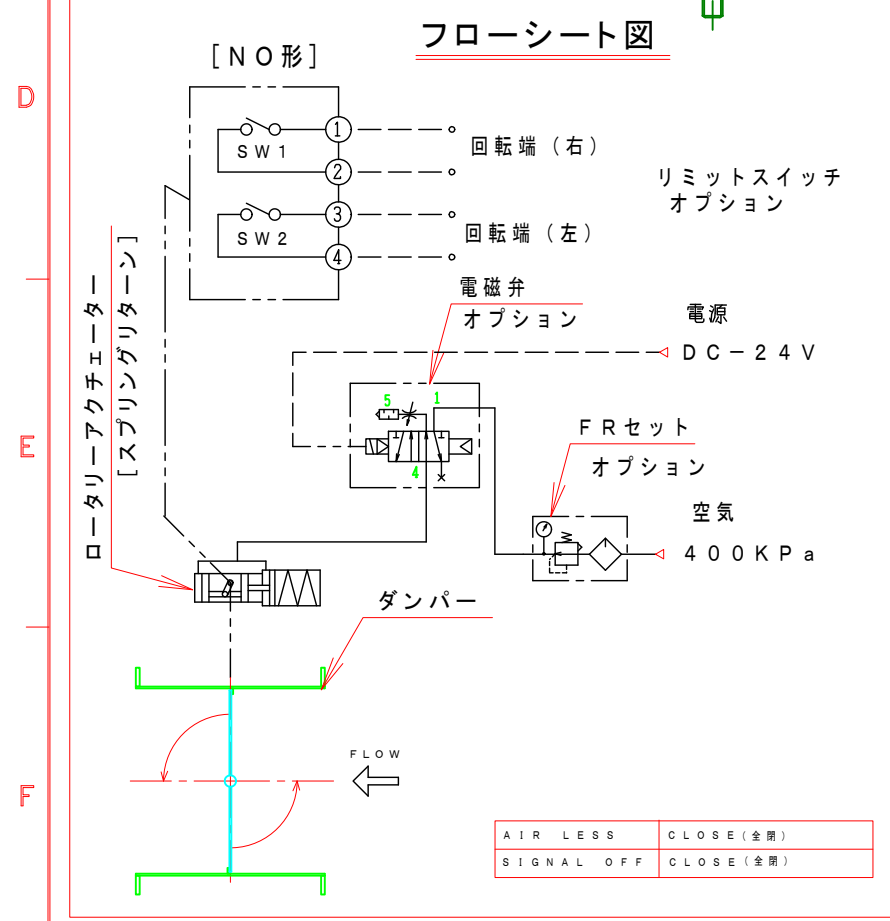 フローシート図
[NO形]
D
1
SW1
2
回転端(右)
リミットスイッチ
オプション
3
SW2
4
回転端(左)
ロータリーアクチェーター
[スプリングリターン]
電磁弁
オプション
電源
DC-24V
5
1
4
E
FRセット
オプション
空気
400KPa
ダンパー
FLOW
F
AIR LESS CLOSE(全閉)
SIGNAL OFF CLOSE(全閉)